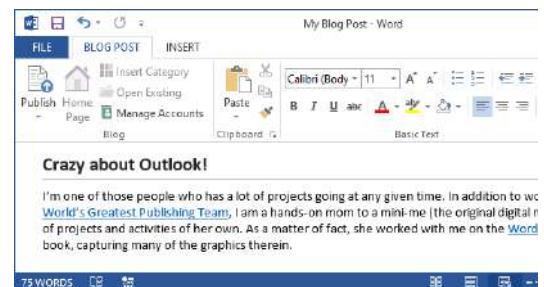 My Blog Post - Word
FILE BLOG POST INSERT
Publish Home Page
Insert Category
Open Existing
Manage Accounts
Paste
Calibri (Body 11 A A
B I U abc A
Blog Clipboard Basic Text
Crazy about Outlook!
I'm one of those people who has a lot of projects going at any given time. In addition to wo
World's Greatest Publishing Team, I am a hands-on mom to a mini-me (the original digital n
of projects and activities of her own. As a matter of fact, she worked with me on the Word
book, capturing many of the graphics therein.
75 WORDS